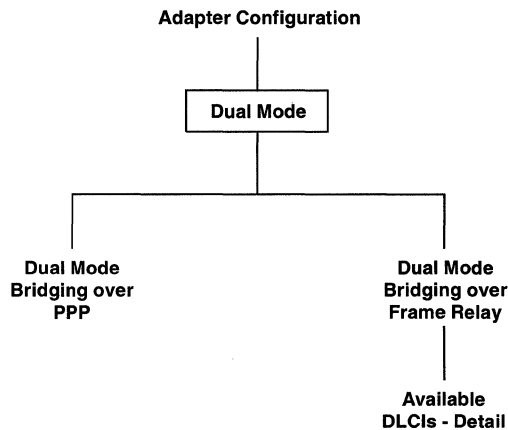 Adapter Configuration
Dual Mode
Dual Mode
Bridging over
PPP
Dual Mode
Bridging over
Frame Relay
Available
DLCIs - Detail